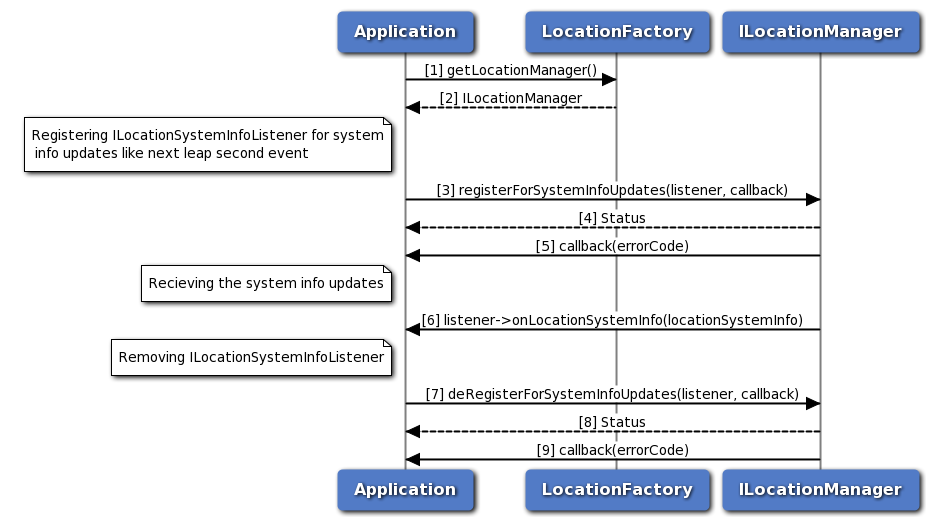 Application
LocationFactory
ILocationManager
[1] getLocationManager()
[2] ILocationManager
Registering ILocationSystemInfoListener for system
info updates like next leap second event
[3] registerForSystemInfoUpdates(listener, callback)
[4] Status
[5] callback(errorCode)
Recieving the system info updates
[6] listener->onLocationSystemInfo(locationSystemInfo)
Removing ILocationSystemInfoListener
[7] deRegisterForSystemInfoUpdates(listener, callback)
[8] Status
[9] callback(errorCode)
Application
LocationFactory
ILocationManager